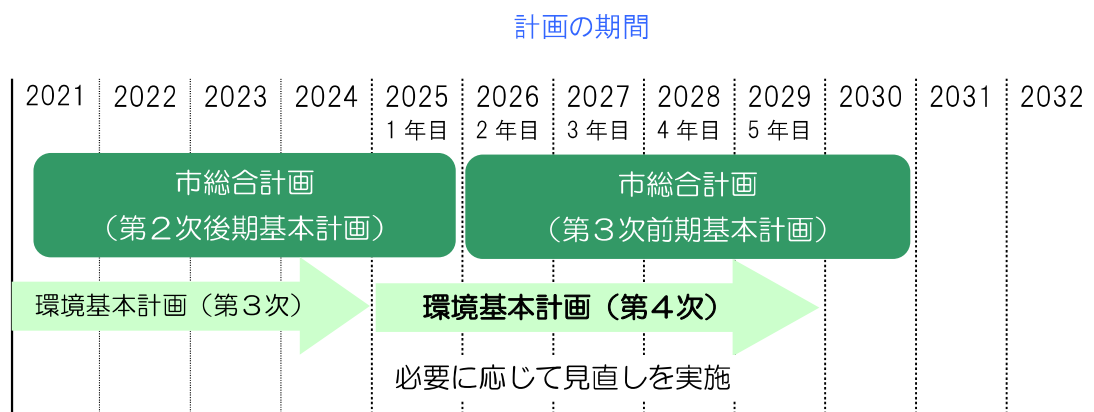 計画の期間
2021 2022 2023 2024 2025 2026 2027 2028 2029 2030 2031 2032
1年目 2年目 3年目 4年目 5年目
市総合計画
（第２次後期基本計画）
市総合計画
（第３次前期基本計画）
環境基本計画（第３次）
環境基本計画（第４次）
必要に応じて見直しを実施